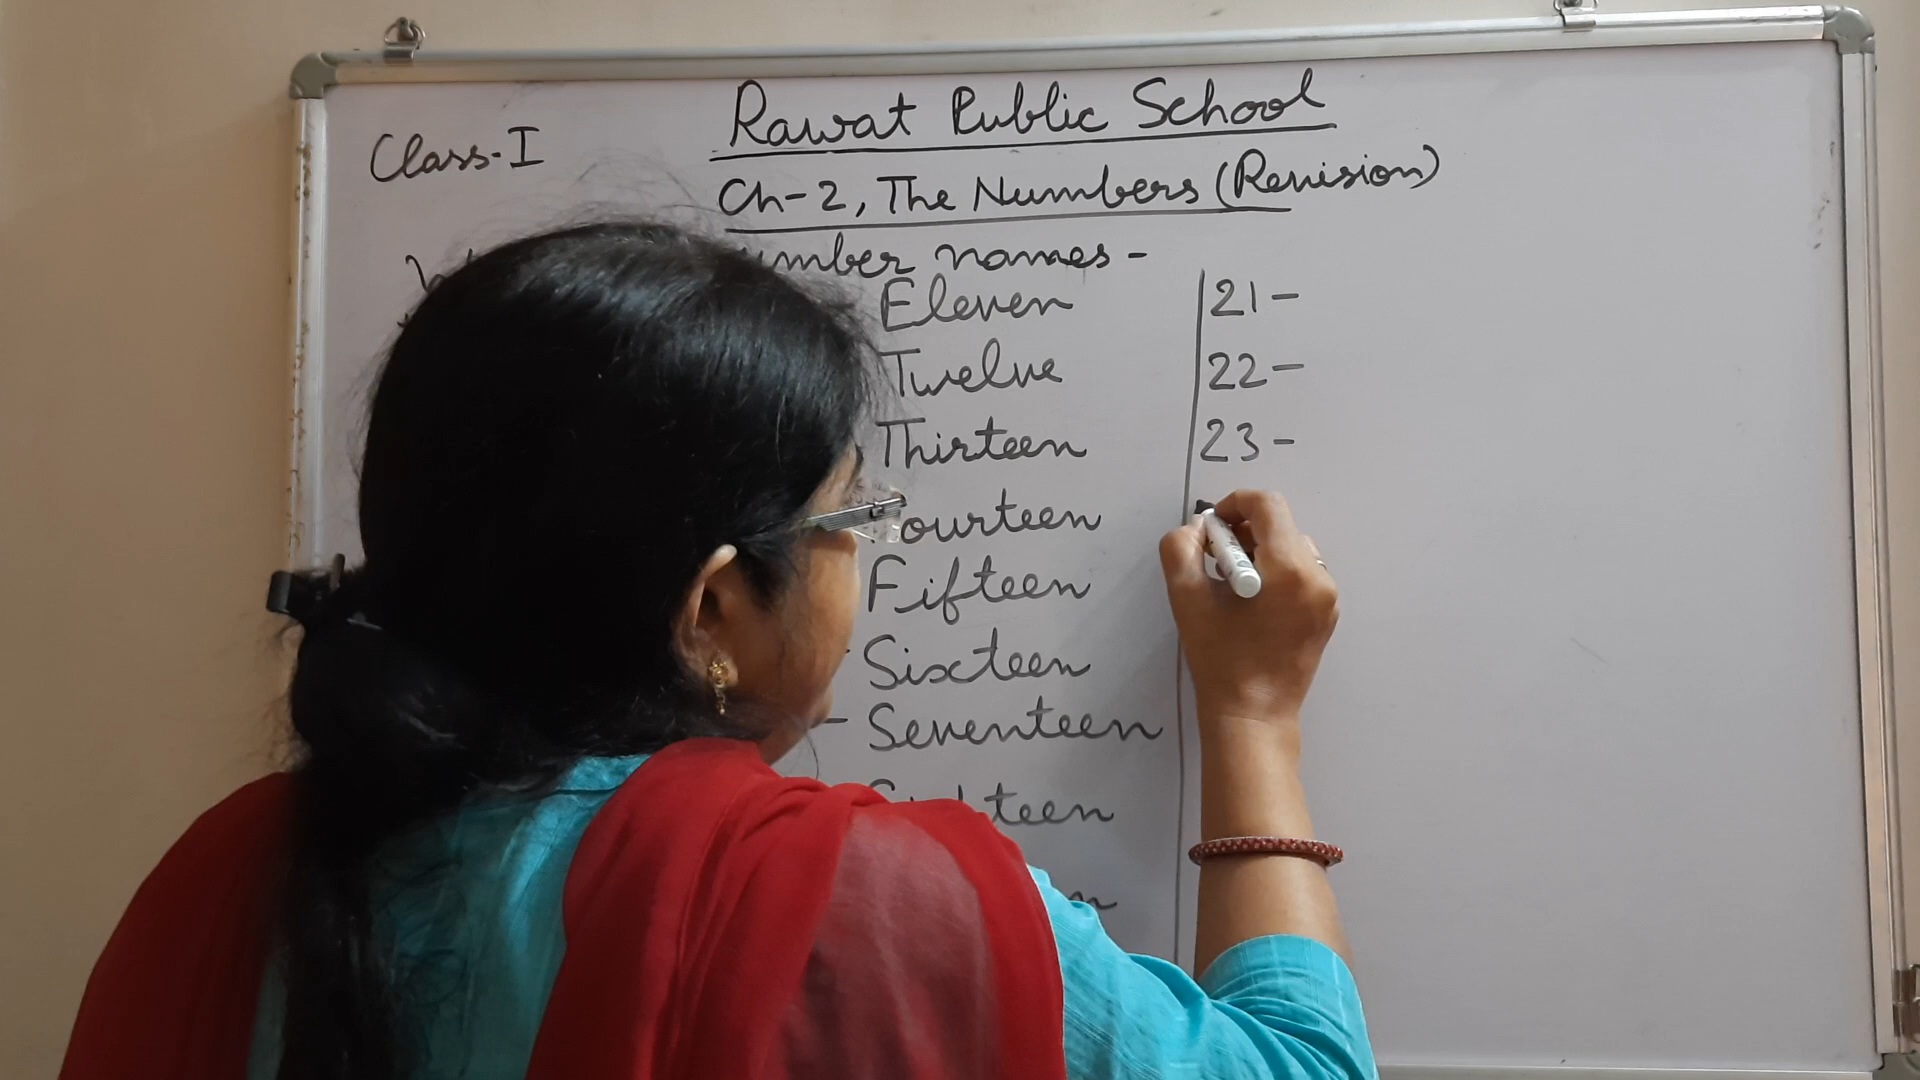 Rawat Public School
Class-I
Ch-2, The Numbers (Revision)
number names-
Eleven
21-
Twelve
22-
Thirteen
23-
Fourteen
Fifteen
Sixteen
- Seventeen
Eighteen